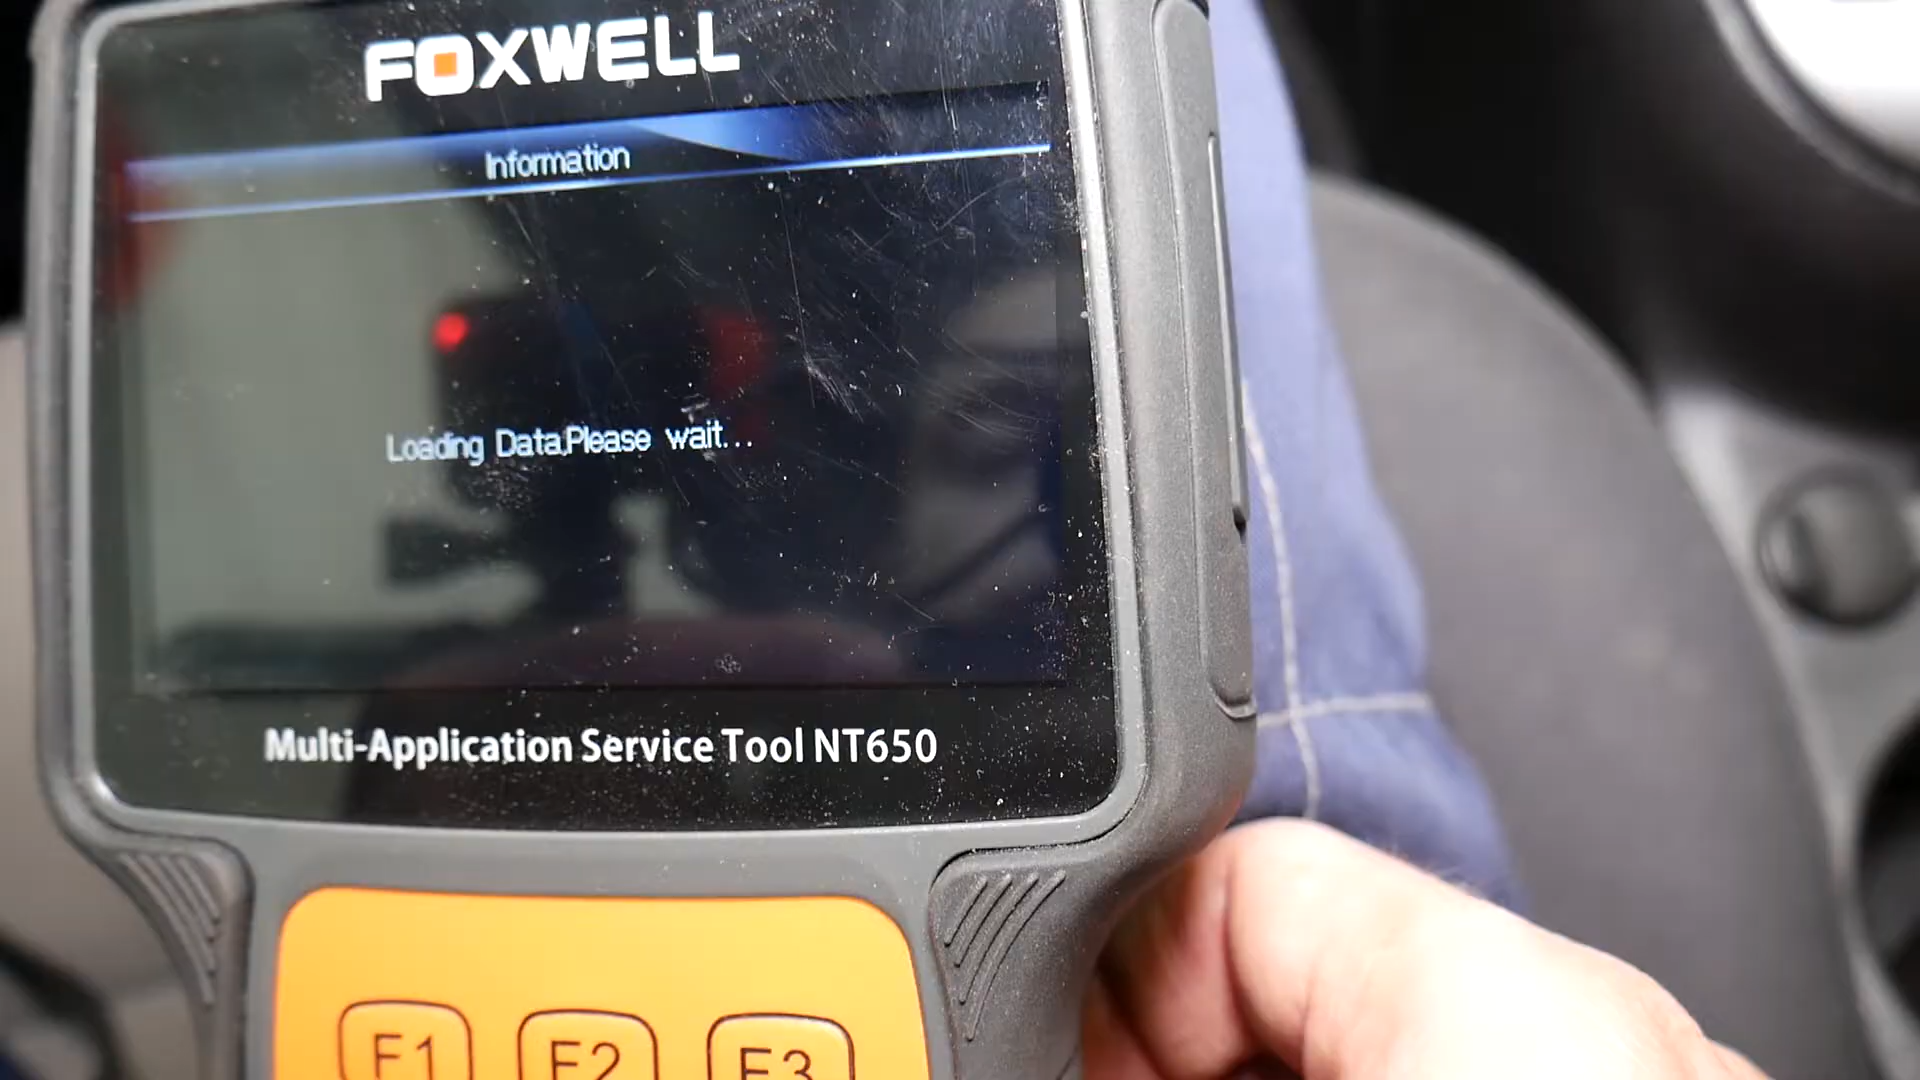 FOXWELL
Information
Loading Data,Please wait...
Multi-Application Service Tool NT650
F1 F2 F3